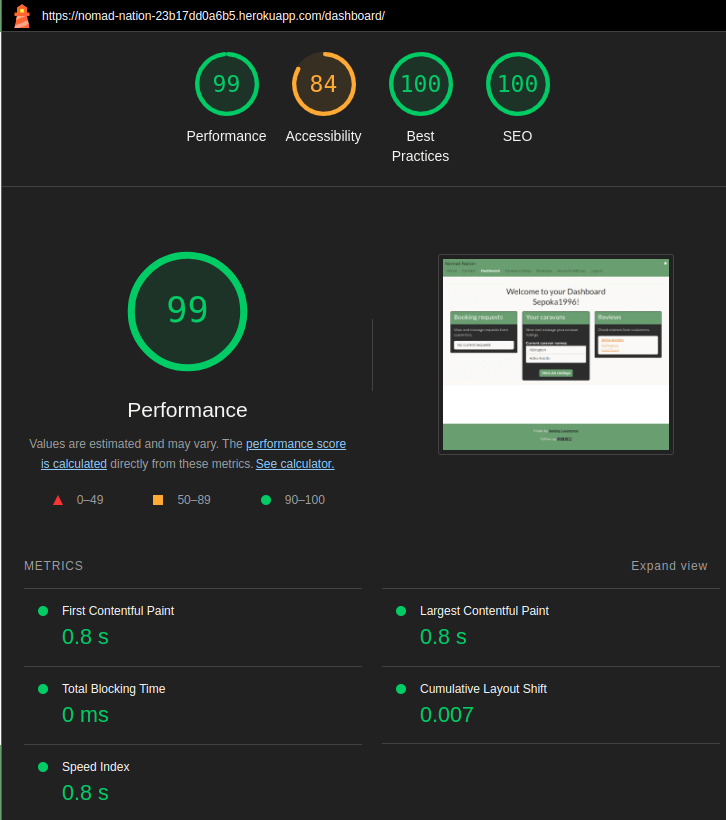 https://nomad-nation-23b17dd0a6b5.herokuapp.com/dashboard/
99 84 100 100
Performance Accessibility Best Practices SEO
99
Performance
Values are estimated and may vary. The performance score
is calculated directly from these metrics. See calculator.
0–49 50–89 90–100
Nomad Nation
Dashboard
Welcome to your Dashboard
Sepoka1996!
Booking requests Your caravans Reviews
METRICS Expand view
First Contentful Paint Largest Contentful Paint
0.8 s 0.8 s
Total Blocking Time Cumulative Layout Shift
0 ms 0.007
Speed Index
0.8 s